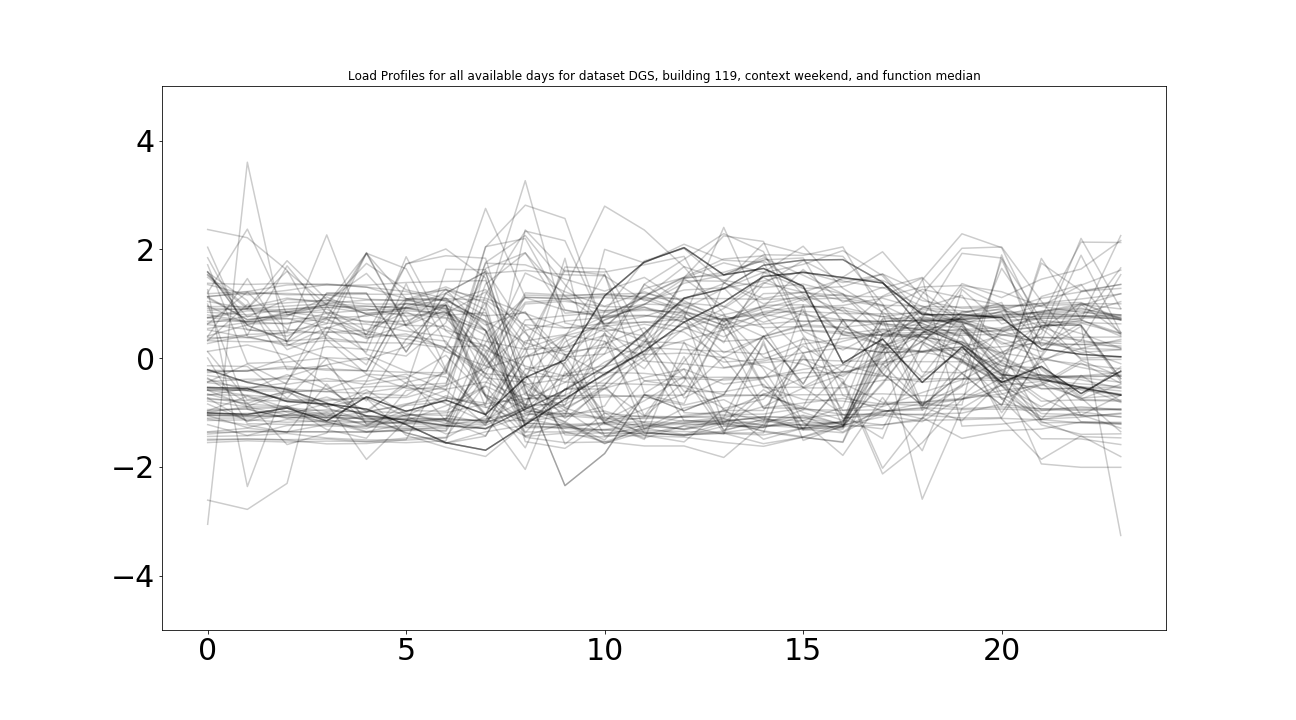 Load Profiles for all available days for dataset DGS, building 119, context weekend, and function median
4
2
0
−2
−4
0 5 10 15 20